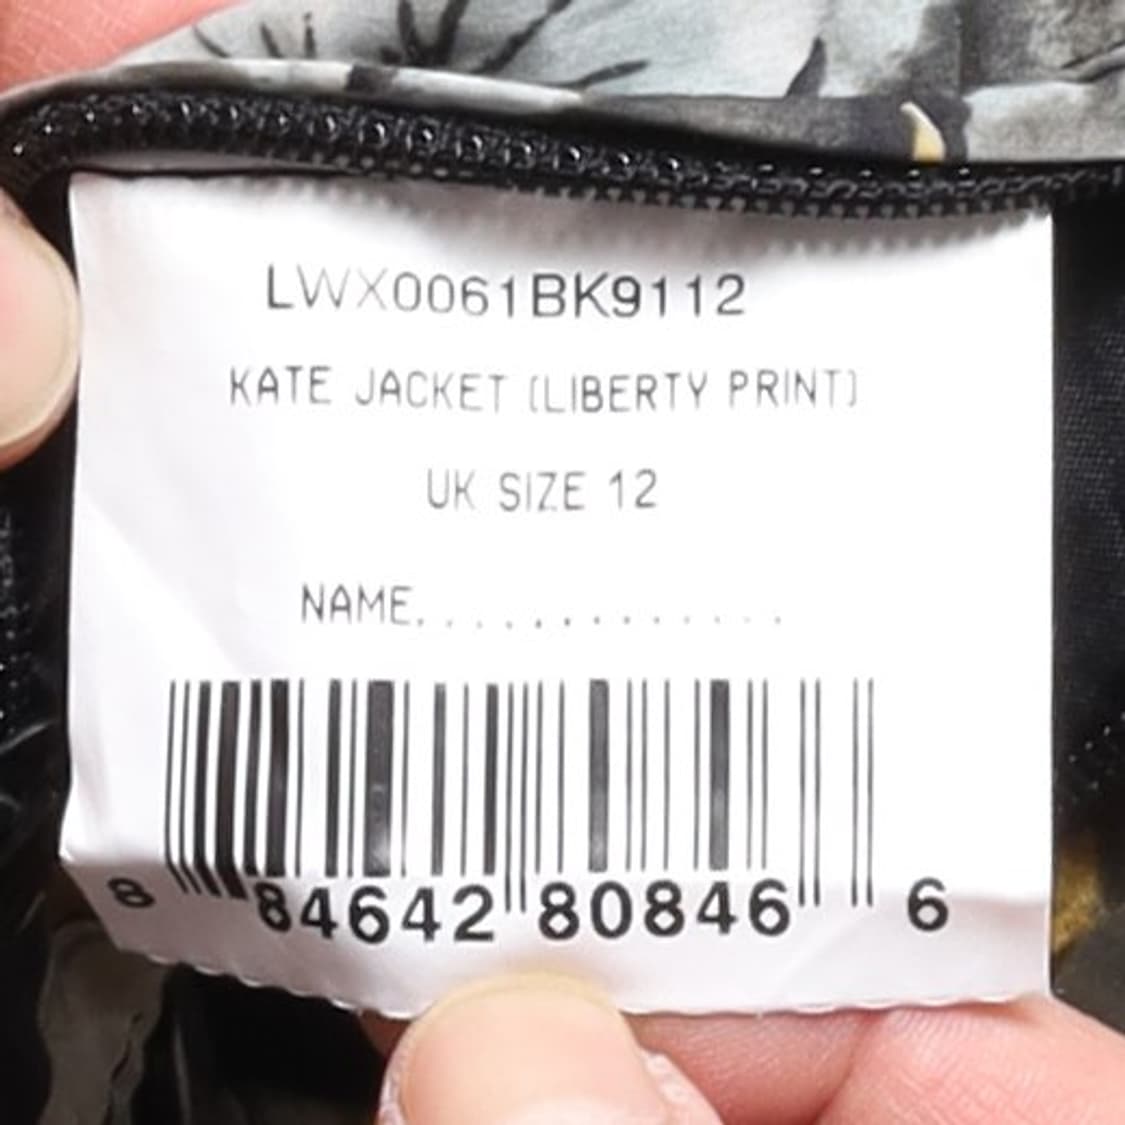 LWX0061BK9112
KATE JACKET (LIBERTY PRINT)
UK SIZE 12
NAME.............
8 84642 80846 6